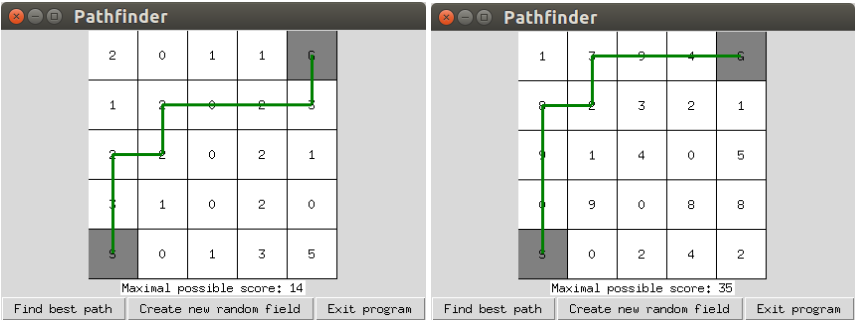 Pathfinder
2 0 1 1 G
1 2 0 2 3
2 2 0 2 1
3 1 0 2 0
S 0 1 3 5
Maximal possible score: 14
Find best path Create new random field Exit program
Pathfinder
1 3 9 4 G
8 2 3 2 1
9 1 4 0 5
0 9 0 8 8
S 0 2 4 2
Maximal possible score: 35
Find best path Create new random field Exit program